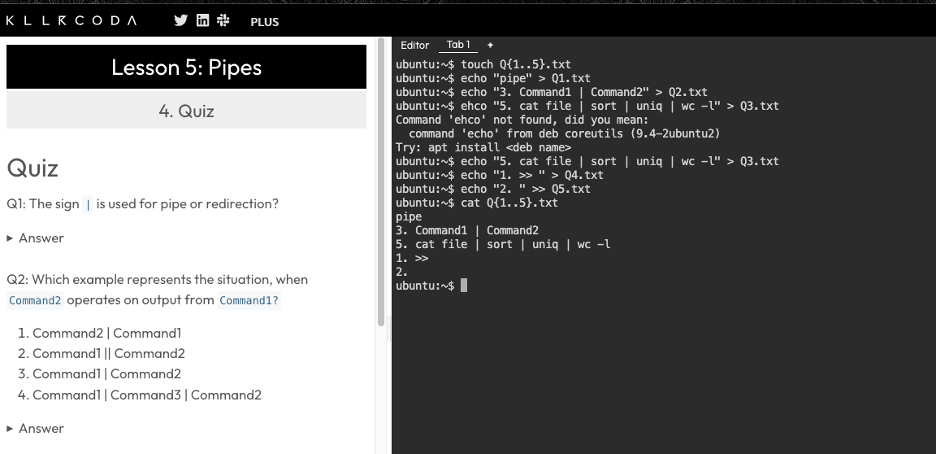 KLLRCODA PLUS
Lesson 5: Pipes
4. Quiz
Quiz
Q1: The sign | is used for pipe or redirection?
▸ Answer
Q2: Which example represents the situation, when
Command2 operates on output from Command1?
1. Command2 | Command1
2. Command1 || Command2
3. Command1 | Command2
4. Command1 | Command3 | Command2
▸ Answer
Editor Tab 1 +
ubuntu:~$ touch Q{1..5}.txt
ubuntu:~$ echo "pipe" > Q1.txt
ubuntu:~$ echo "3. Command1 | Command2" > Q2.txt
ubuntu:~$ ehco "5. cat file | sort | uniq | wc -l" > Q3.txt
Command 'ehco' not found, did you mean:
  command 'echo' from deb coreutils (9.4-2ubuntu2)
Try: apt install <deb name>
ubuntu:~$ echo "5. cat file | sort | uniq | wc -l" > Q3.txt
ubuntu:~$ echo "1. >> " > Q4.txt
ubuntu:~$ echo "2. " >> Q5.txt
ubuntu:~$ cat Q{1..5}.txt
pipe
3. Command1 | Command2
5. cat file | sort | uniq | wc -l
1. >>
2.
ubuntu:~$